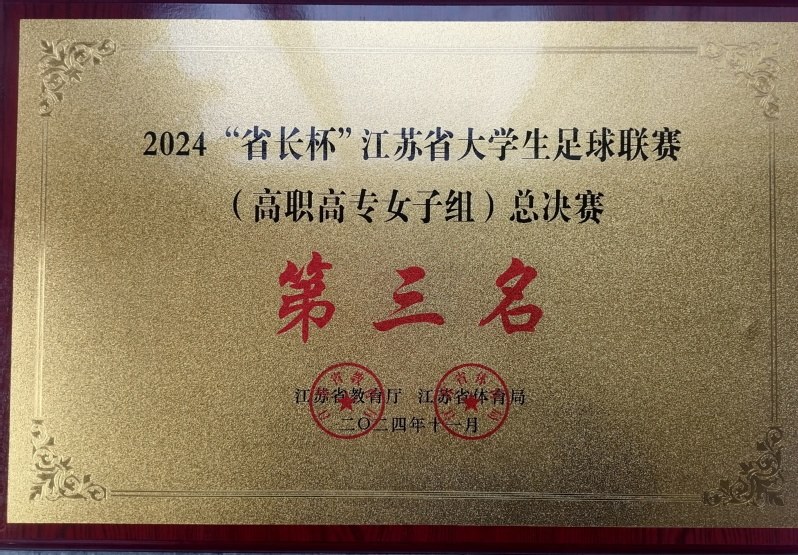 2024“省长杯”江苏省大学生足球联赛
（高职高专女子组）总决赛
第三名
江苏省教育厅 江苏省体育局
二〇二四年十一月